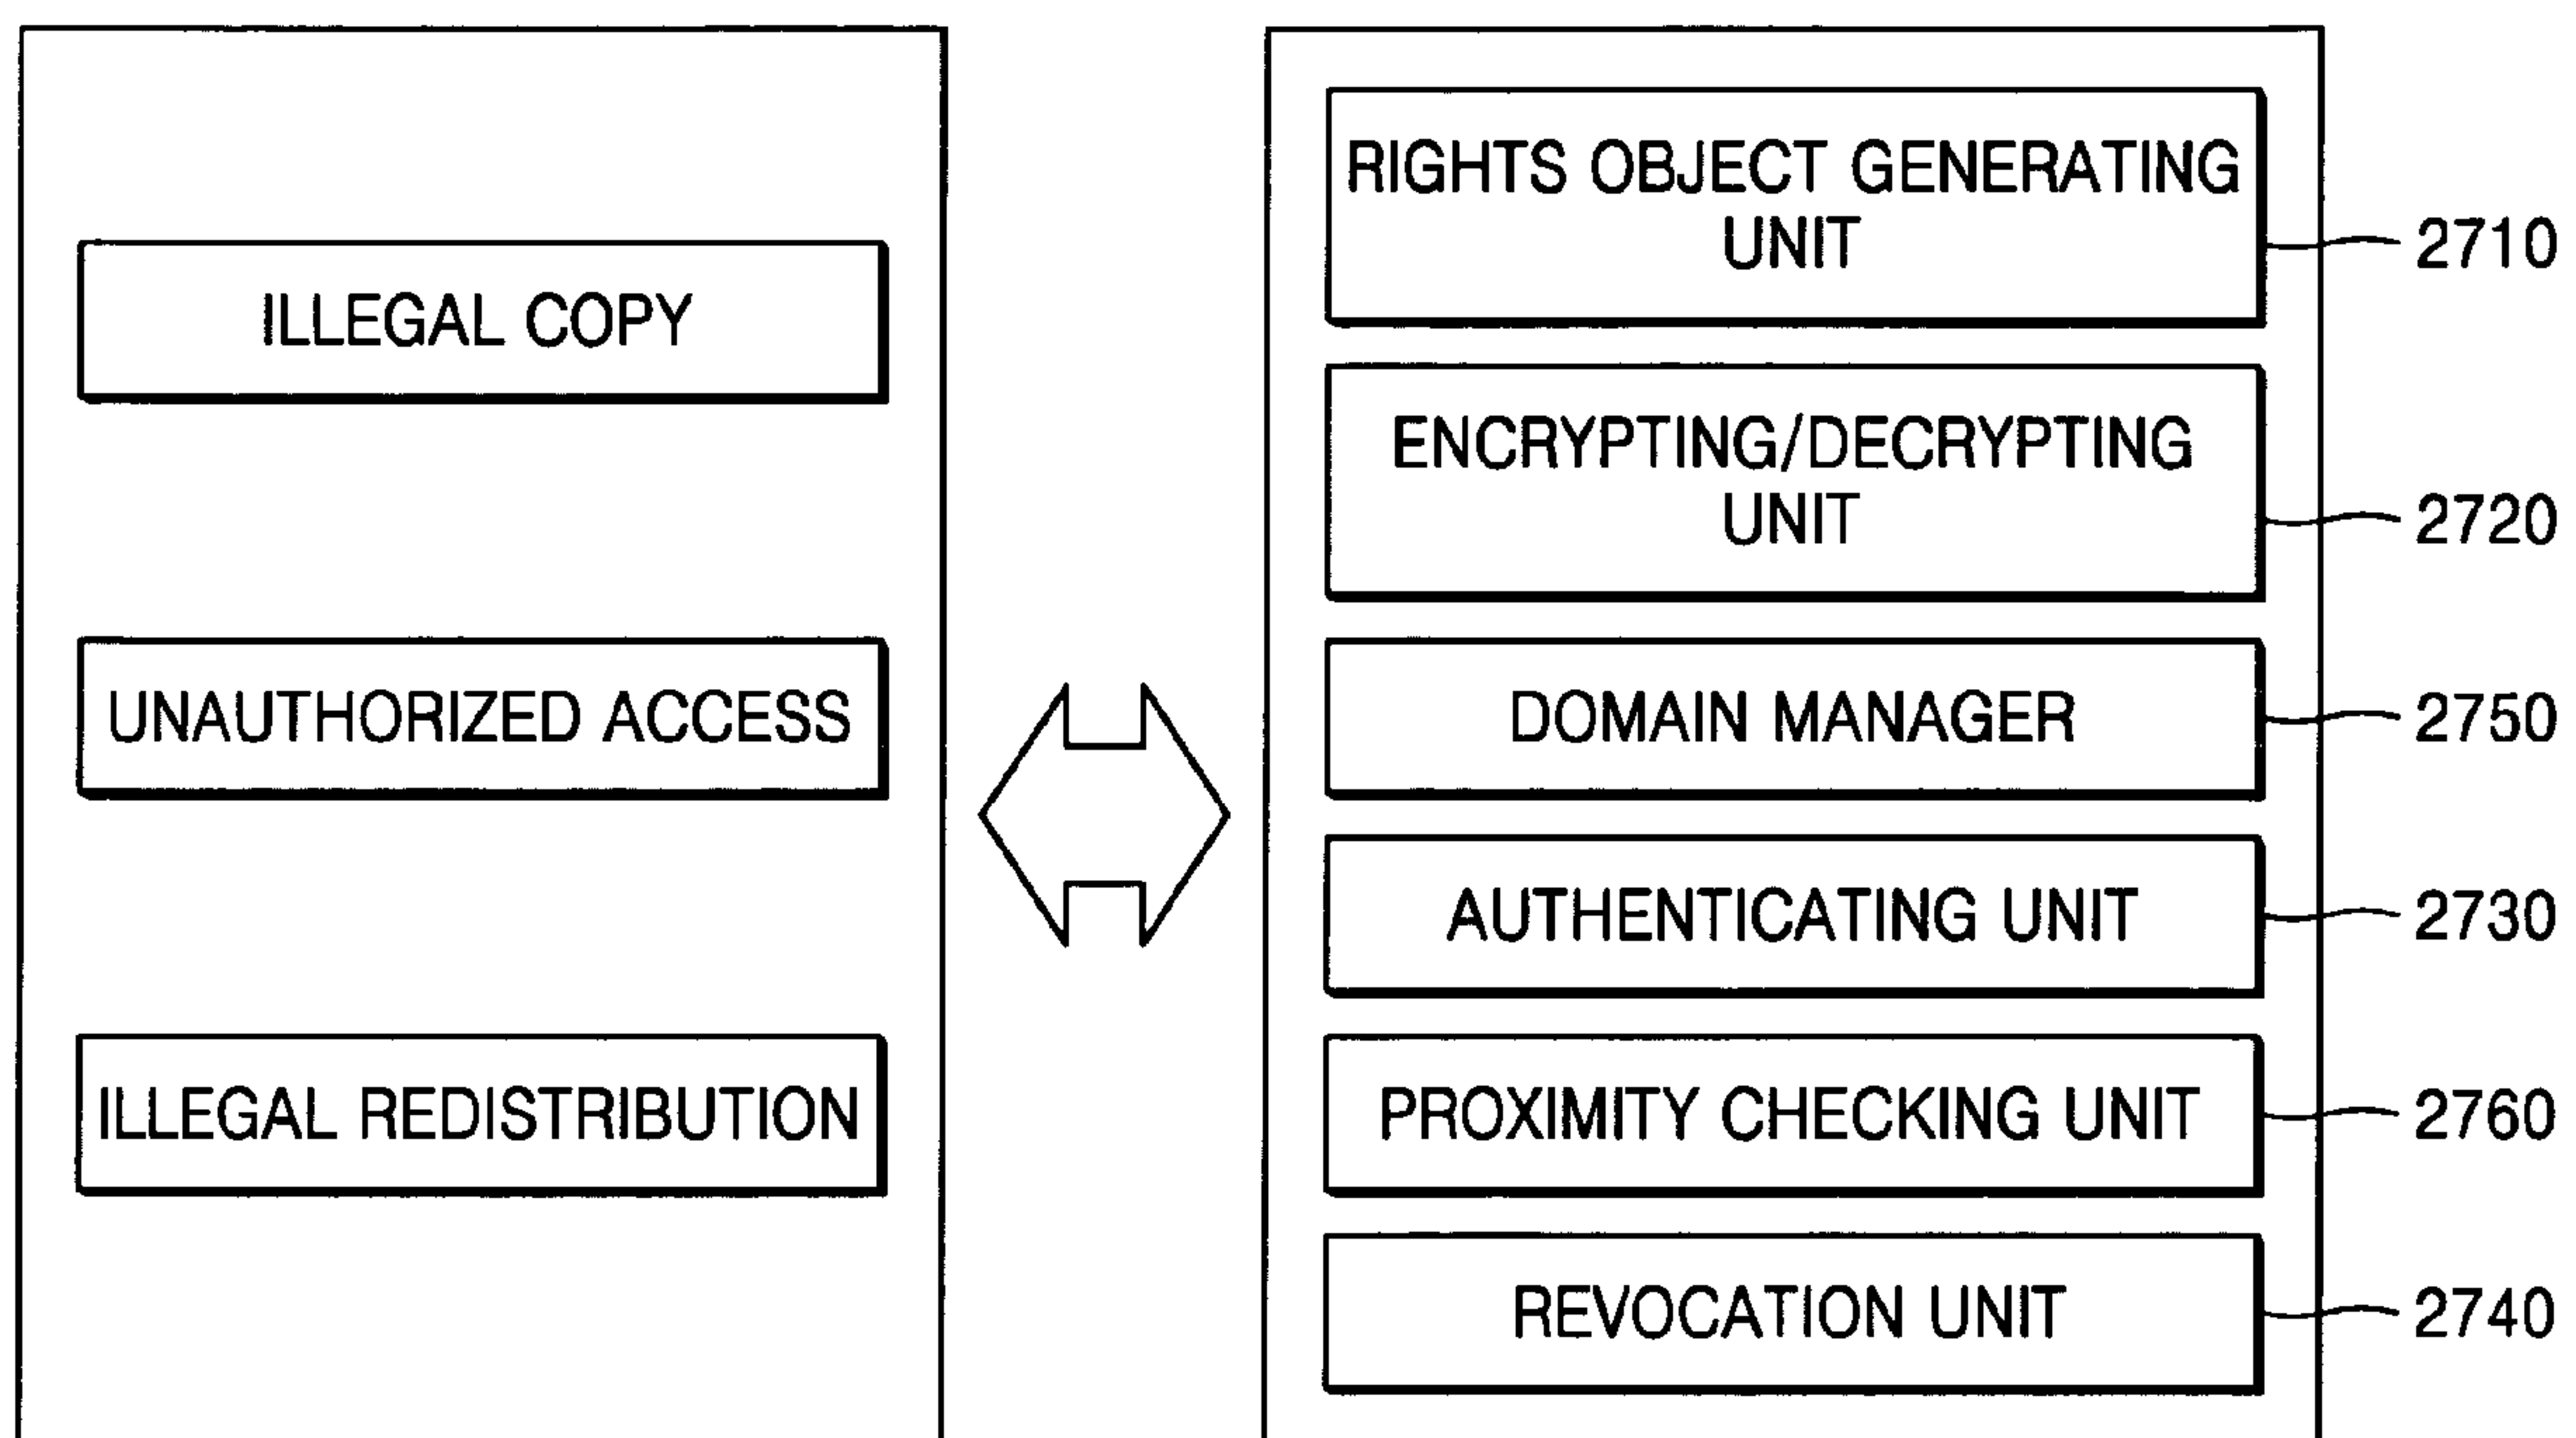 ILLEGAL COPY
UNAUTHORIZED ACCESS
ILLEGAL REDISTRIBUTION
RIGHTS OBJECT GENERATING
UNIT
2710
ENCRYPTING/DECRYPTING
UNIT
2720
DOMAIN MANAGER
2750
AUTHENTICATING UNIT
2730
PROXIMITY CHECKING UNIT
2760
REVOCATION UNIT
2740